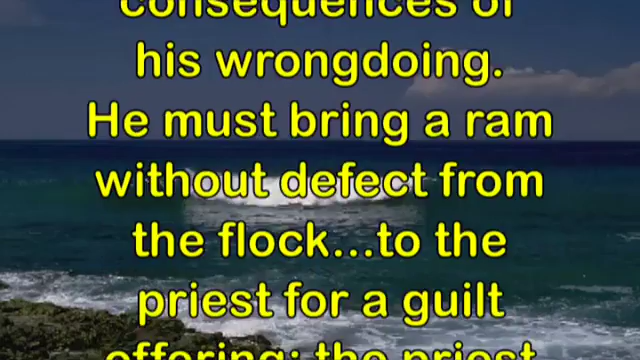 consequences of
his wrongdoing.
He must bring a ram
without defect from
the flock...to the
priest for a guilt
offering; the priest